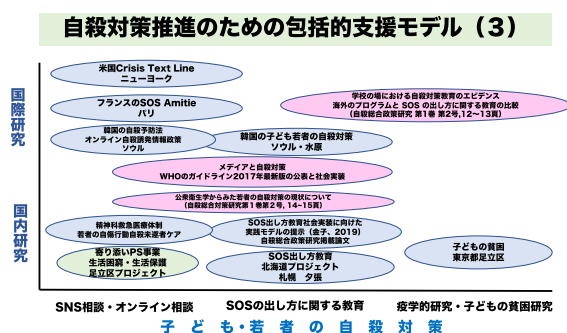 自殺対策推進のための包括的支援モデル（３）
国際研究
米国Crisis Text Line
ニューヨーク
フランスのSOS Amitie
パリ
学校の場における自殺対策教育のエビデンス
海外のプログラムと SOS の出し方に関する教育の比較
(自殺総合政策研究 第1巻 第2号,12～13頁)
韓国の自殺予防法
オンライン自殺誘発情報政策
ソウル
韓国の子ども若者の自殺対策
ソウル・水原
メデイアと自殺対策
WHOのガイドライン2017年最新版の公表と社会実装
公衆衛生学からみた若者の自殺対策の現状について
(自殺総合対策研究第１巻第２号, 14~15頁)
国内研究
精神科救急医療体制
若者の自傷行動自殺未遂者ケア
SOS出し方教育社会実装に向けた
実践モデルの提示（金子、2019）
自殺総合政策研究掲載論文
寄り添いPS事業
生活困窮・生活保護
足立区プロジェクト
SOS出し方教育
北海道プロジェクト
札幌　夕張
子どもの貧困
東京都足立区
SNS相談・オンライン相談
SOSの出し方に関する教育
疫学的研究・子どもの貧困研究
子ども・若者の自殺対策